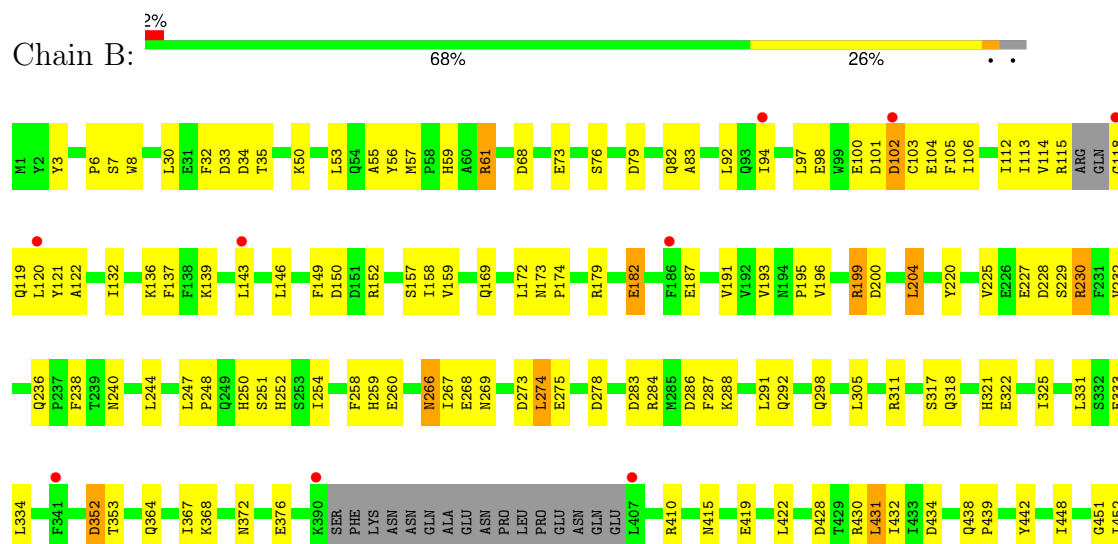 2%
Chain B:
68% 26% • •
M1 Y2 Y3 P6 S7 W8 L30 E31 F32 D33 D34 T35 K50 L53 Q54 A55 Y56 M57 P58 H59 A60 R61 D68 E73 S76 D79 Q82 A83 L92 Q93 I94 L97 E98 W99 E100 D101 D102 C103 E104 F105 I106 I112 I113 V114 R115 ARG GLN G118
Q119 L120 Y121 A122 I132 K136 F137 F138 K139 L143 L146 F149 D150 D151 R152 S157 I158 V159 Q169 L172 N173 P174 R179 E182 F186 E187 V191 V192 V193 N194 P195 V196 R199 D200 L204 Y220 V225 E226 E227 D228 S229 R230 F231
Q236 P237 F238 T239 N240 L244 L247 P248 Q249 H250 S251 H252 S253 I254 F258 H259 E260 N266 I267 E268 N269 D273 L274 E275 D278 D283 R284 M285 D286 F287 K288 L291 Q292 Q298 L305 R311 S317 Q318 H321 E322 I325 L331 S332
L334 F341 D352 T353 Q364 I367 K368 N372 E376 K390 SER PHE LYS ASN ASN GLN ALA GLU ASN PRO LEU PRO GLU ASN GLN GLU L407 R410 N415 E419 L422 D428 T429 R430 L431 I432 I433 D434 Q438 P439 Y442 I448 G451